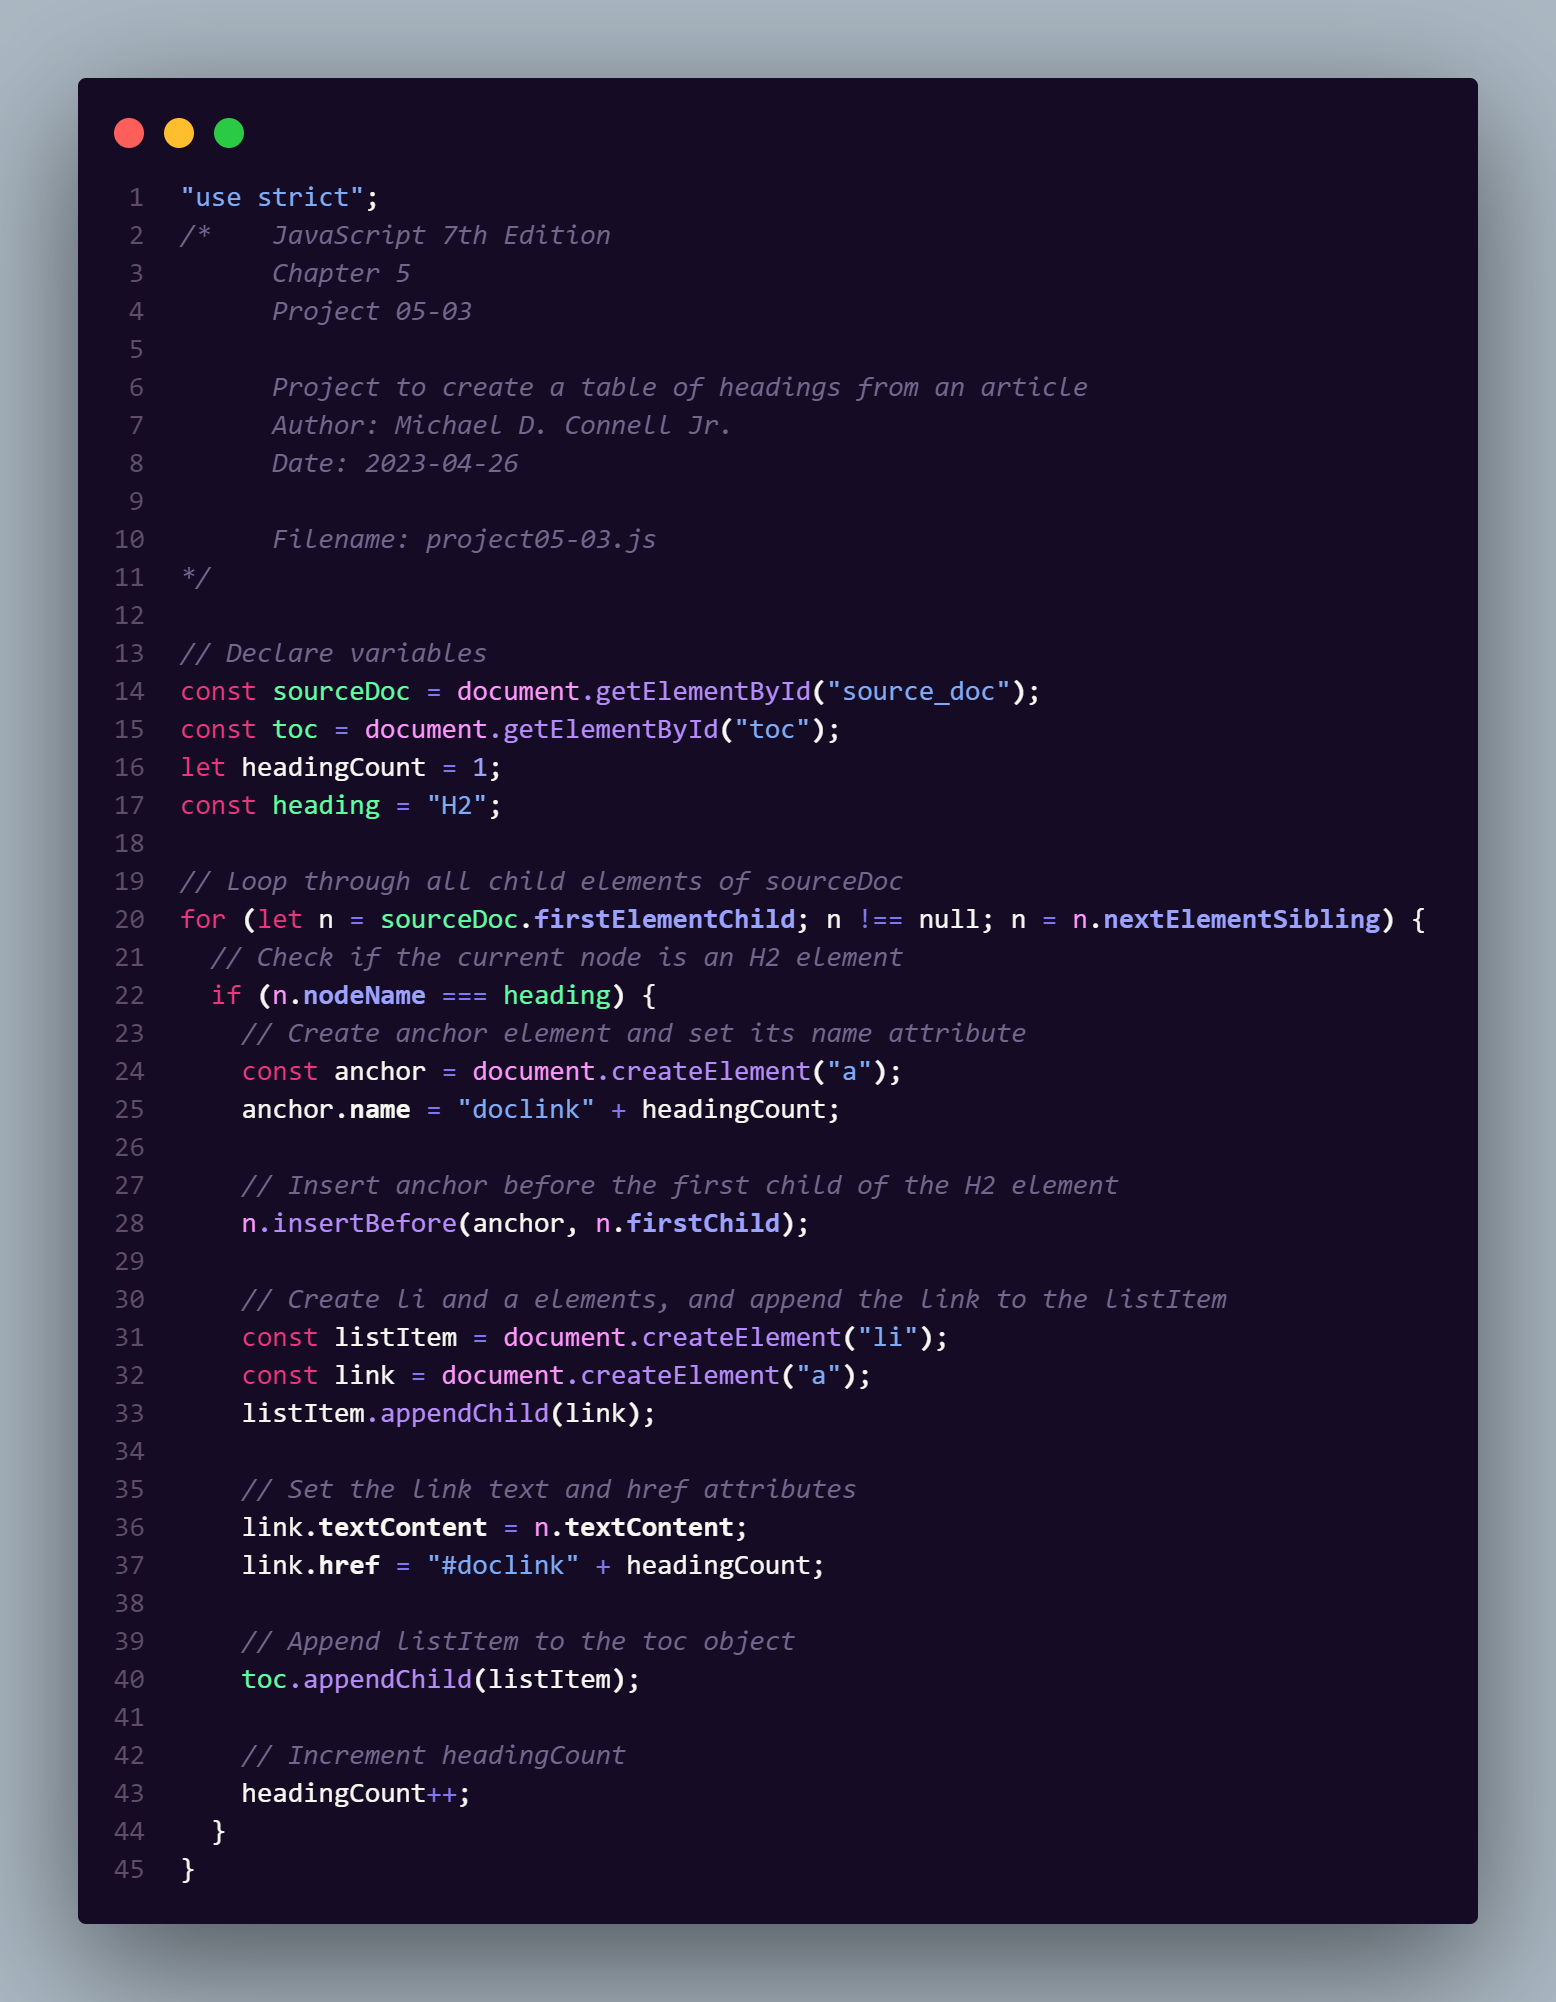 1 "use strict";
2 /*    JavaScript 7th Edition
3       Chapter 5
4       Project 05-03
5
6       Project to create a table of headings from an article
7       Author: Michael D. Connell Jr.
8       Date: 2023-04-26
9
10       Filename: project05-03.js
11 */
12
13 // Declare variables
14 const sourceDoc = document.getElementById("source_doc");
15 const toc = document.getElementById("toc");
16 let headingCount = 1;
17 const heading = "H2";
18
19 // Loop through all child elements of sourceDoc
20 for (let n = sourceDoc.firstElementChild; n !== null; n = n.nextElementSibling) {
21   // Check if the current node is an H2 element
22   if (n.nodeName === heading) {
23     // Create anchor element and set its name attribute
24     const anchor = document.createElement("a");
25     anchor.name = "doclink" + headingCount;
26
27     // Insert anchor before the first child of the H2 element
28     n.insertBefore(anchor, n.firstChild);
29
30     // Create li and a elements, and append the link to the listItem
31     const listItem = document.createElement("li");
32     const link = document.createElement("a");
33     listItem.appendChild(link);
34
35     // Set the link text and href attributes
36     link.textContent = n.textContent;
37     link.href = "#doclink" + headingCount;
38
39     // Append listItem to the toc object
40     toc.appendChild(listItem);
41
42     // Increment headingCount
43     headingCount++;
44   }
45 }